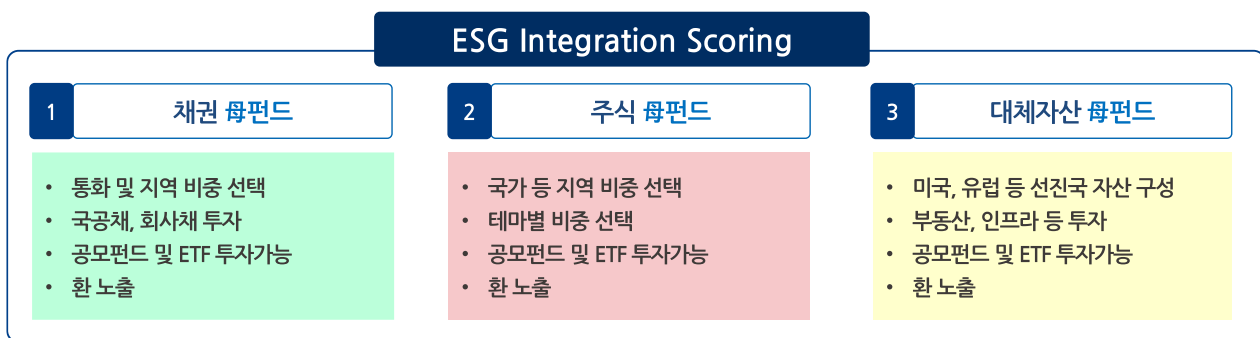 ESG Integration Scoring
1
채권 母펀드
• 통화 및 지역 비중 선택
• 국공채, 회사채 투자
• 공모펀드 및 ETF 투자가능
• 환 노출
2
주식 母펀드
• 국가 등 지역 비중 선택
• 테마별 비중 선택
• 공모펀드 및 ETF 투자가능
• 환 노출
3
대체자산 母펀드
• 미국, 유럽 등 선진국 자산 구성
• 부동산, 인프라 등 투자
• 공모펀드 및 ETF 투자가능
• 환 노출